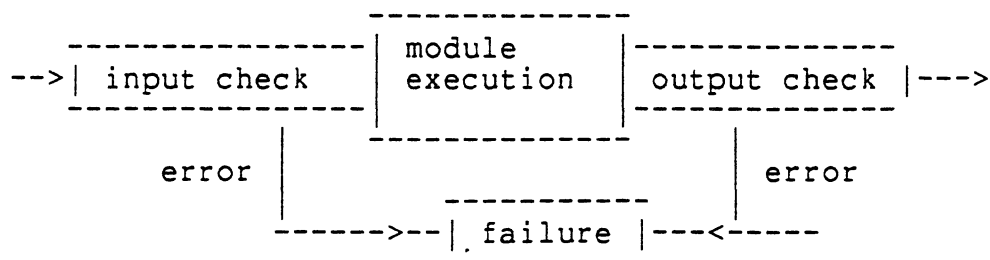 module
input check
execution
output check
error
error
failure